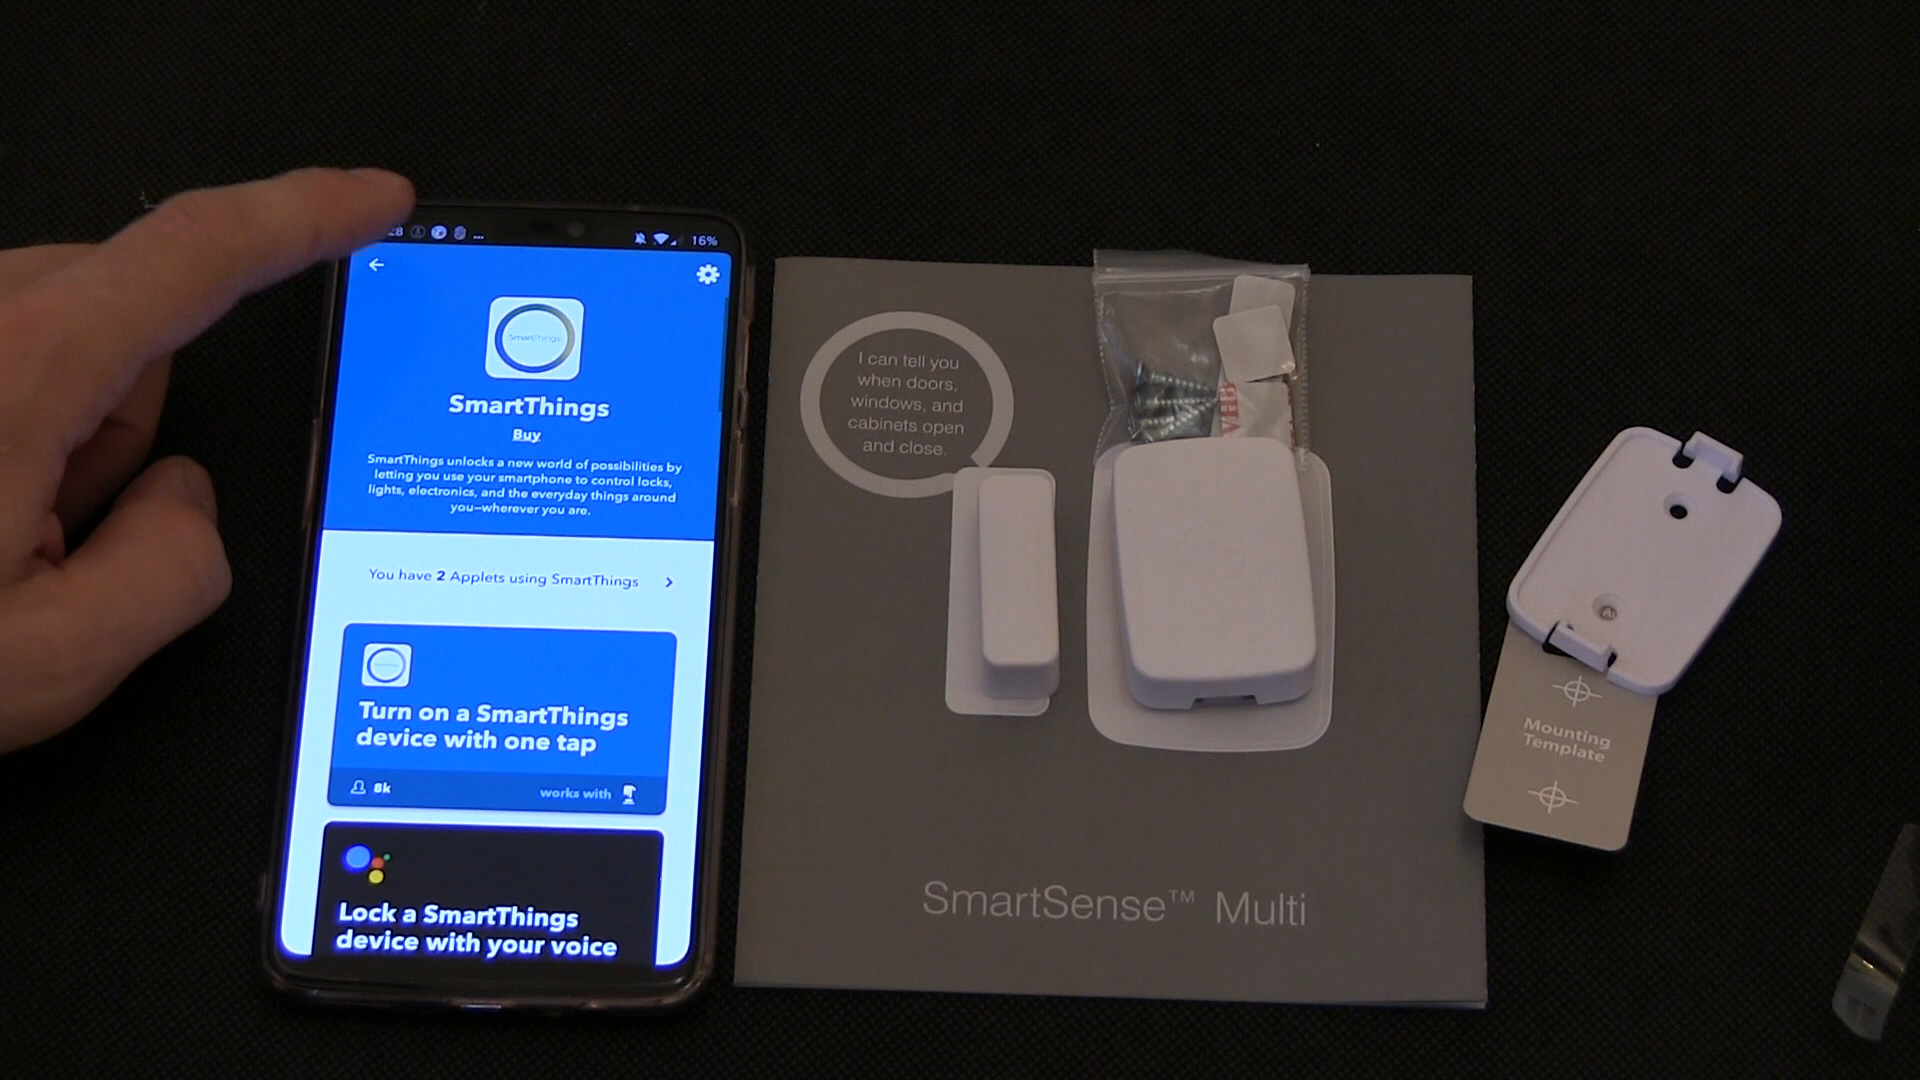 28 ...
16%
SmartThings
SmartThings
Buy
SmartThings unlocks a new world of possibilities by
letting you use your smartphone to control locks,
lights, electronics, and the everyday things around
you—wherever you are.
You have 2 Applets using SmartThings >
Turn on a SmartThings
device with one tap
8k
works with
Lock a SmartThings
device with your voice
I can tell you
when doors,
windows, and
cabinets open
and close.
SmartSense™ Multi
Mounting
Template